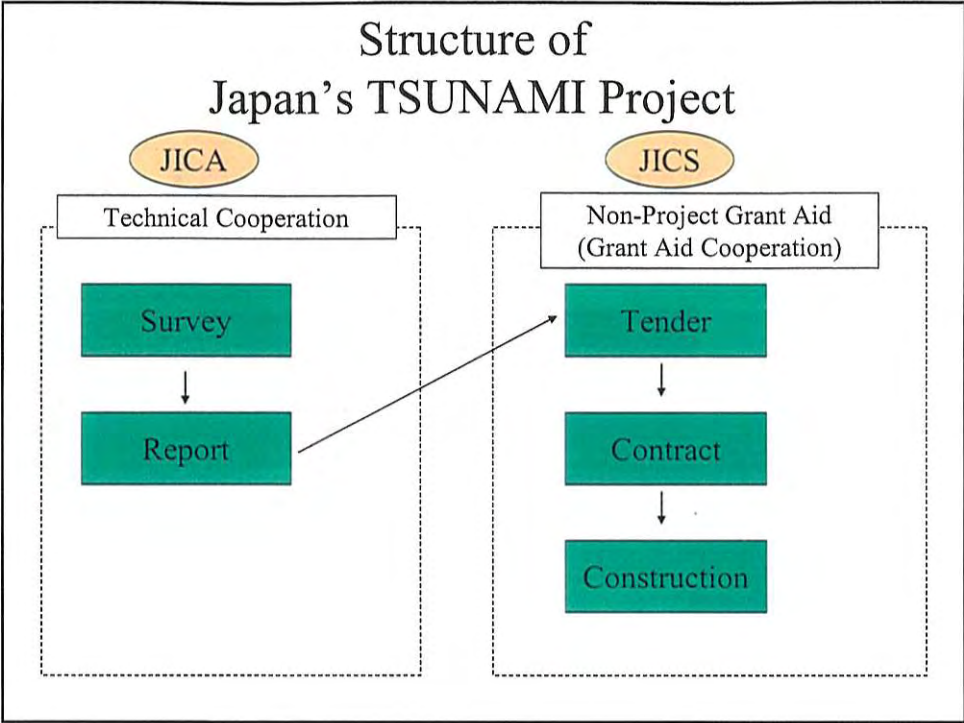 Structure of
Japan's TSUNAMI Project
JICA
Technical Cooperation
Survey
Report
JICS
Non-Project Grant Aid
(Grant Aid Cooperation)
Tender
Contract
Construction